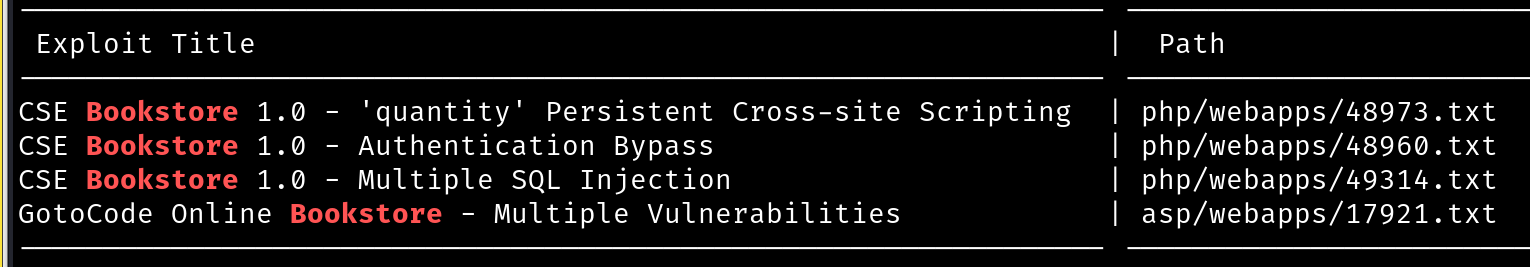 Exploit Title | Path
CSE Bookstore 1.0 - 'quantity' Persistent Cross-site Scripting | php/webapps/48973.txt
CSE Bookstore 1.0 - Authentication Bypass | php/webapps/48960.txt
CSE Bookstore 1.0 - Multiple SQL Injection | php/webapps/49314.txt
GotoCode Online Bookstore - Multiple Vulnerabilities | asp/webapps/17921.txt